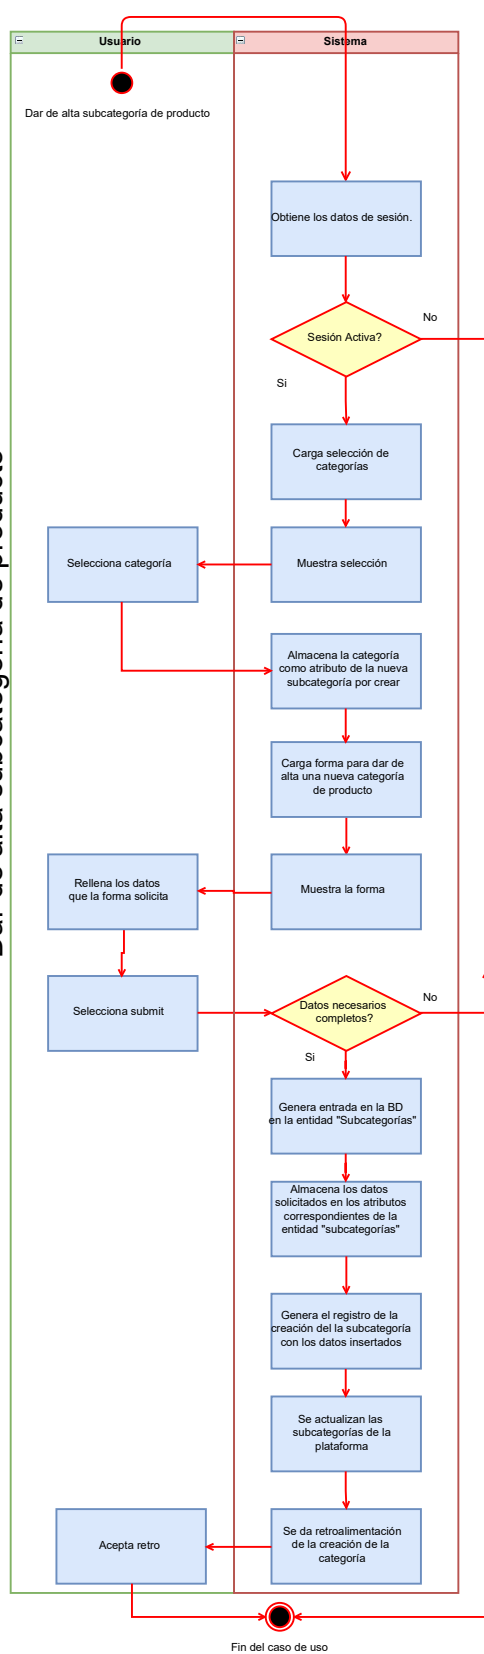 Usuario
Sistema
Dar de alta subcategoría de producto
Dar de alta subcategoría de producto
Obtiene los datos de sesión.
Sesión Activa?
No
Si
Carga selección de
categorías
Selecciona categoría
Muestra selección
Almacena la categoría
como atributo de la nueva
subcategoría por crear
Carga forma para dar de
alta una nueva categoría
de producto
Rellena los datos
que la forma solicita
Muestra la forma
Selecciona submit
Datos necesarios
completos?
No
Si
Genera entrada en la BD
en la entidad "Subcategorías"
Almacena los datos
solicitados en los atributos
correspondientes de la
entidad "subcategorías"
Genera el registro de la
creación del la subcategoría
con los datos insertados
Se actualizan las
subcategorías de la
plataforma
Acepta retro
Se da retroalimentación
de la creación de la
categoría
Fin del caso de uso